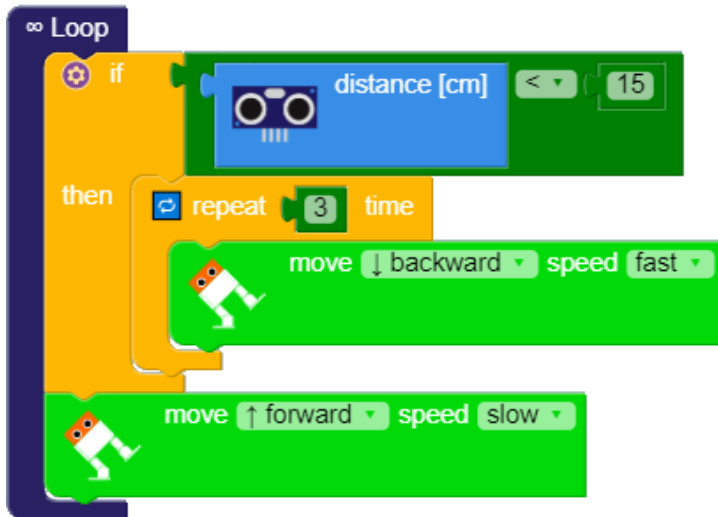 ∞ Loop
if distance [cm] < 15
then repeat 3 time
move ↓ backward speed fast
move ↑ forward speed slow